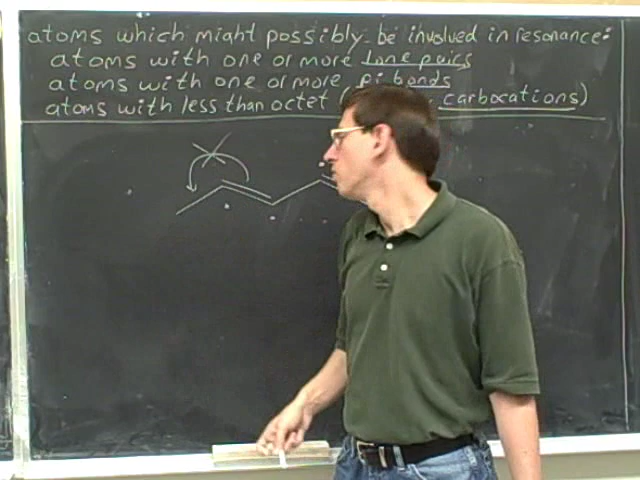 atoms which might possibly be involved in resonance:
atoms with one or more lone pairs
atoms with one or more pi bonds
atoms with less than octet ( carbocations)